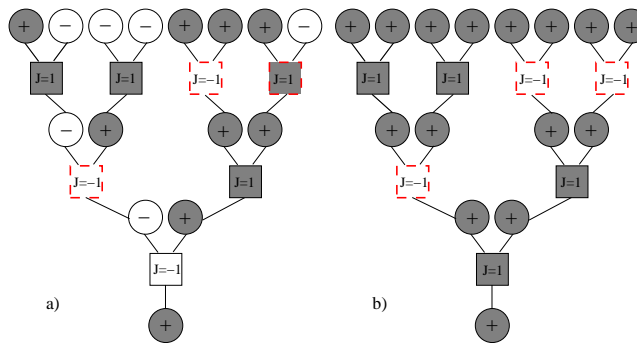 + − − − + + + − + + + + + + + +
J=1 J=1 J=−1 J=1 J=1 J=1 J=−1 J=−1
− + + + + + + +
J=−1 J=1 J=−1 J=1
− + + +
J=−1 J=1
a) b)
+ +